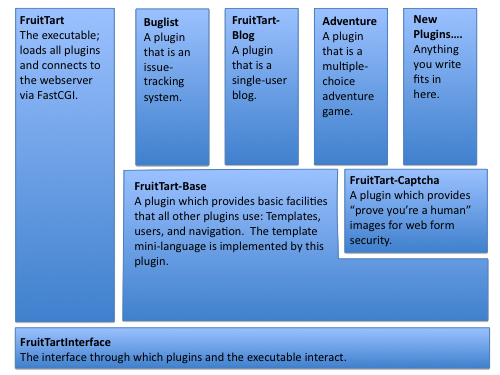 FruitTart
The executable;
loads all plugins
and connects to
the webserver
via FastCGI.
Buglist
A plugin
that is an
issue-
tracking
system.
FruitTart-
Blog
A plugin
that is a
single-user
blog.
Adventure
A plugin
that is a
multiple-
choice
adventure
game.
New
Plugins....
Anything
you write
fits in
here.
FruitTart-Base
A plugin which provides basic facilities
that all other plugins use: Templates,
users, and navigation.  The template
mini-language is implemented by this
plugin.
FruitTart-Captcha
A plugin which provides
“prove you’re a human”
images for web form
security.
FruitTartInterface
The interface through which plugins and the executable interact.